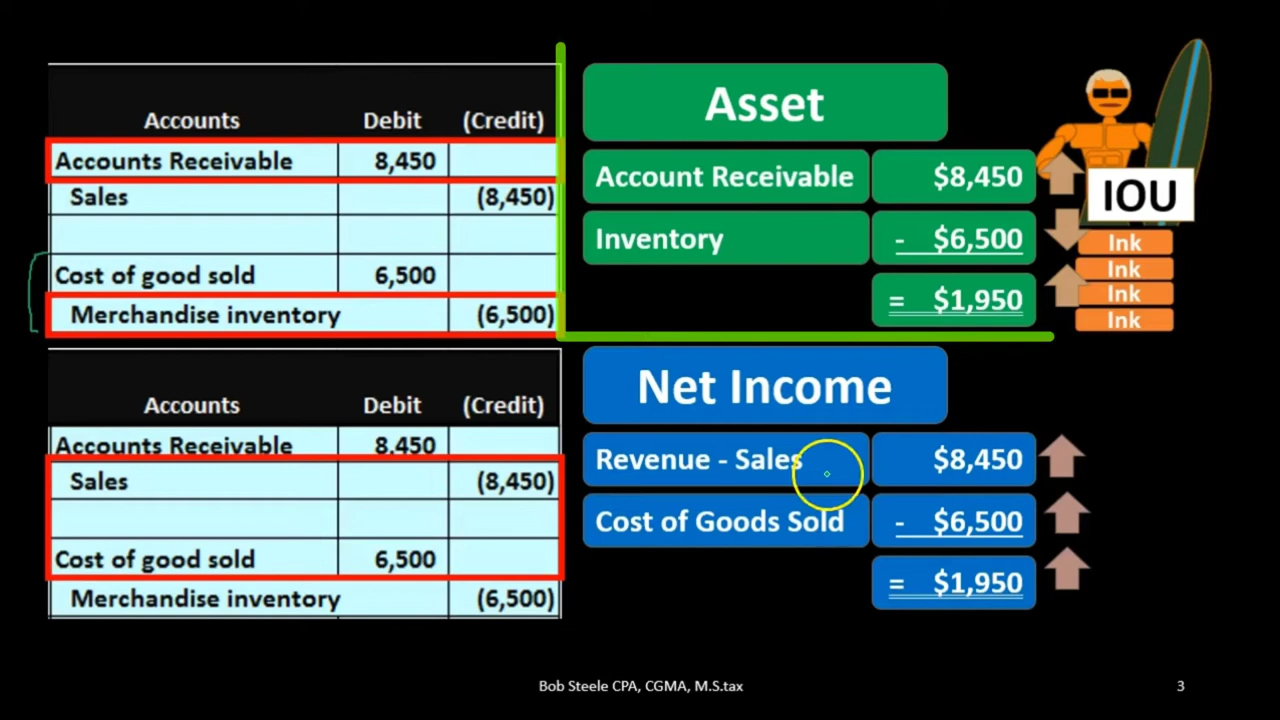 Accounts Debit (Credit)
Accounts Receivable 8,450
Sales (8,450)
Cost of good sold 6,500
Merchandise inventory (6,500)
Asset
Account Receivable $8,450
Inventory - $6,500
= $1,950
IOU
Ink
Ink
Ink
Ink
Accounts Debit (Credit)
Accounts Receivable 8,450
Sales (8,450)
Cost of good sold 6,500
Merchandise inventory (6,500)
Net Income
Revenue - Sales $8,450
Cost of Goods Sold - $6,500
= $1,950
Bob Steele CPA, CGMA, M.S.tax
3